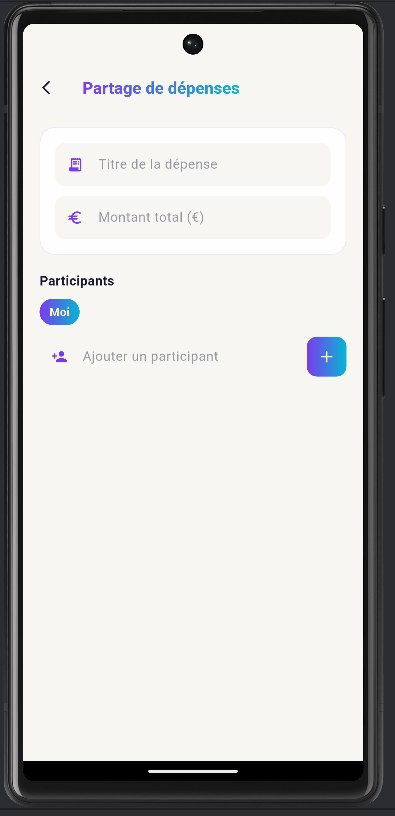 Partage de dépenses
Titre de la dépense
Montant total (€)
Participants
Moi
Ajouter un participant